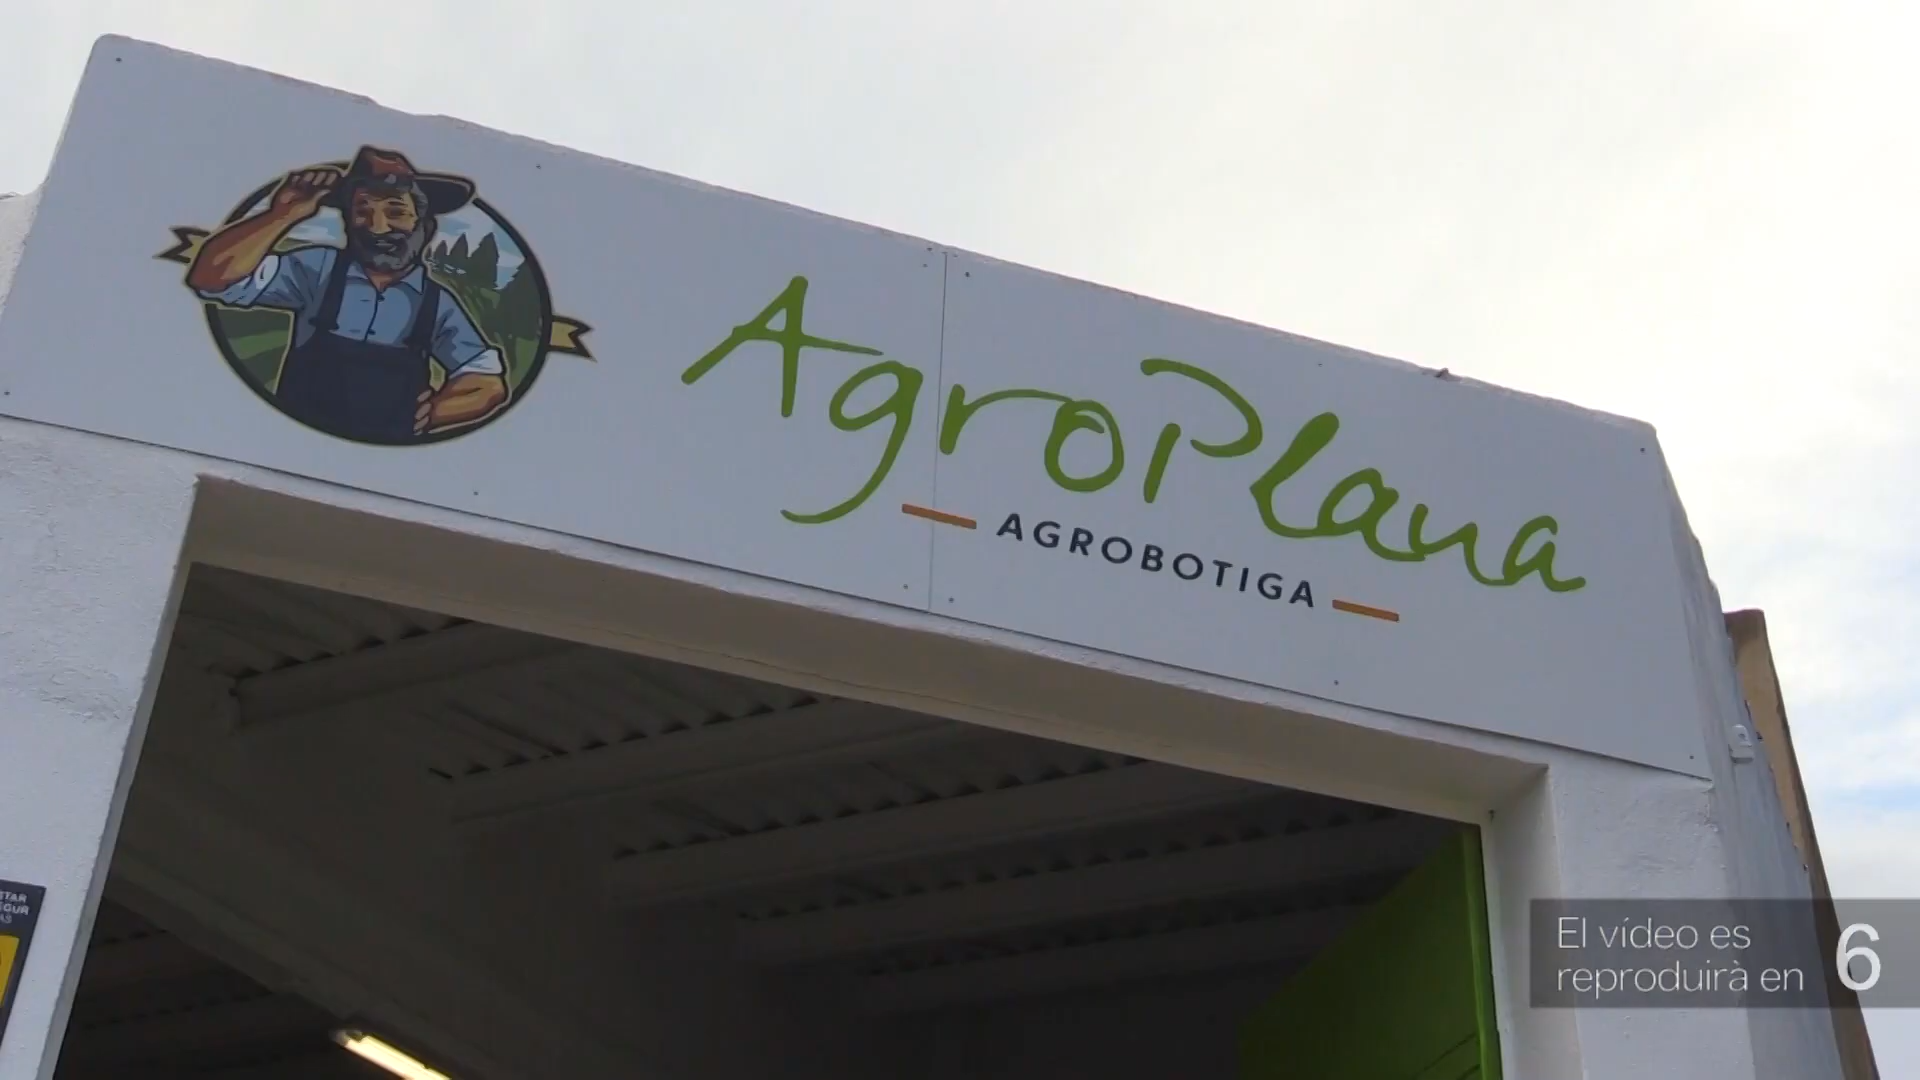 AgroPlana
AGROBOTIGA
El vídeo es
reproduirà en
6